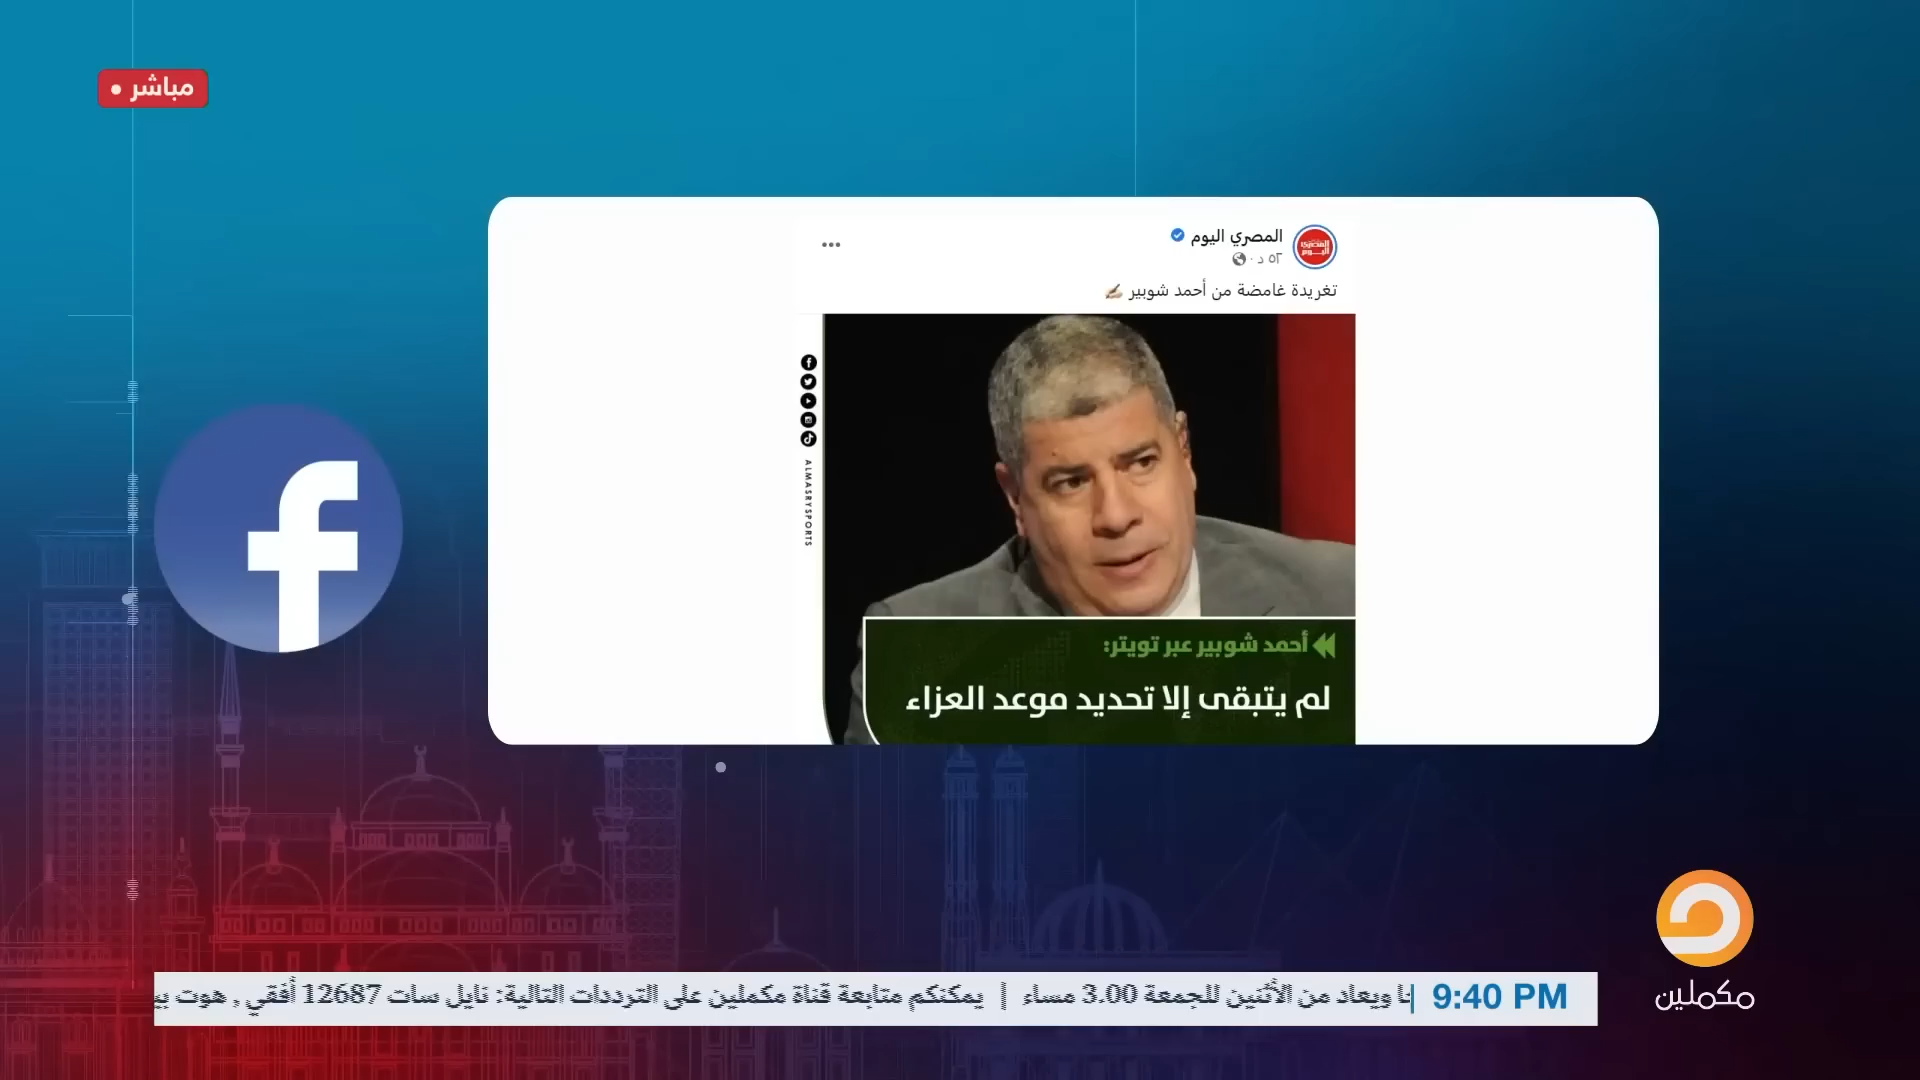 مباشر
المصري اليوم
٥٢ د
تغريدة غامضة من أحمد شوبير
ALMASRYSPORTS
أحمد شوبير عبر تويتر:
لم يتبقى إلا تحديد موعد العزاء
ويعاد من الأثنين للجمعة 3.00 مساء | يمكنكم متابعة قناة مكملين على الترددات التالية: نايل سات 12687 أفقي , هوت
9:40 PM
مكملين